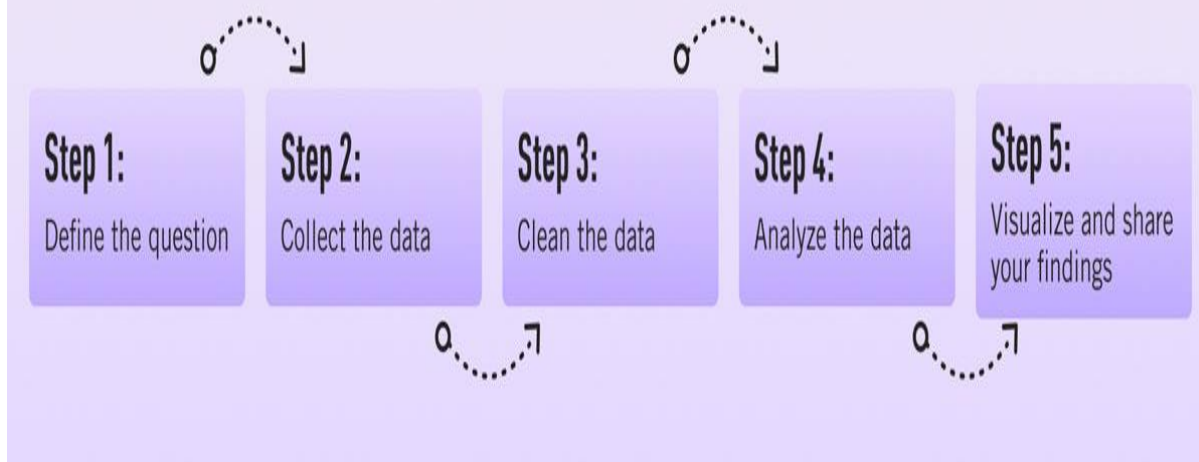 Step 1:
Define the question
Step 2:
Collect the data
Step 3:
Clean the data
Step 4:
Analyze the data
Step 5:
Visualize and share
your findings